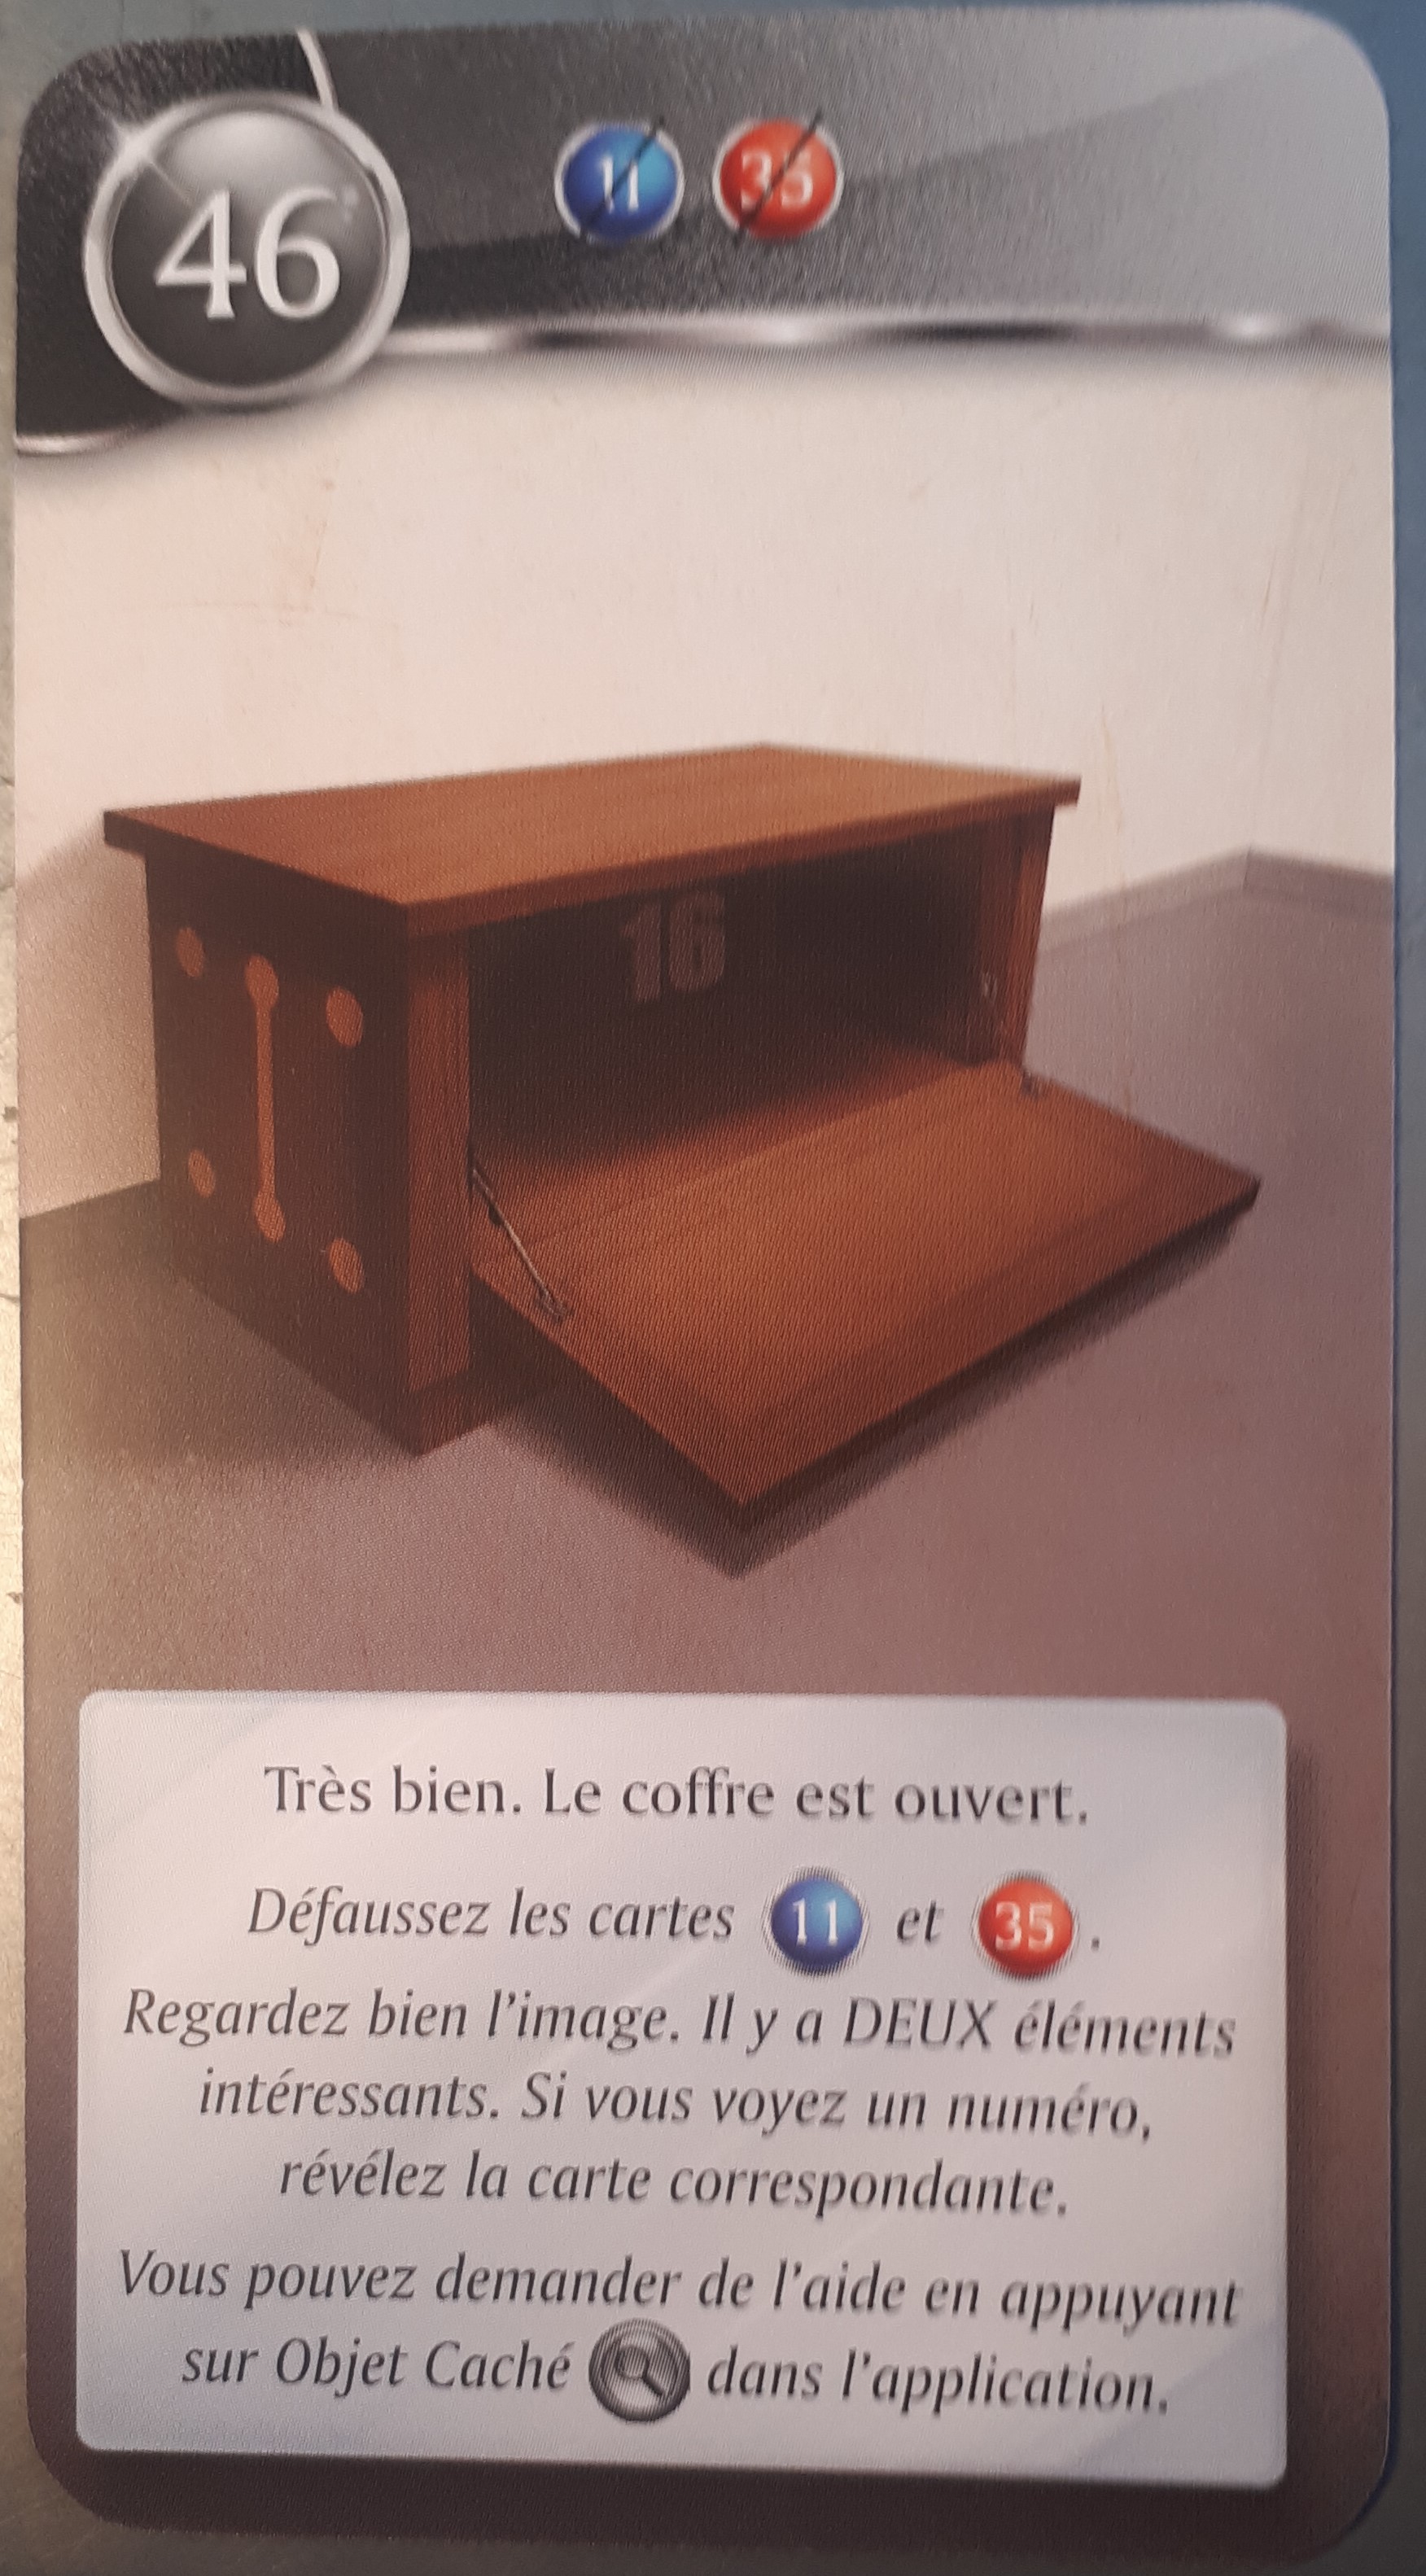 46
11 35
16
Très bien. Le coffre est ouvert.
Défaussez les cartes 11 et 35 .
Regardez bien l'image. Il y a DEUX éléments
intéressants. Si vous voyez un numéro,
révélez la carte correspondante.
Vous pouvez demander de l'aide en appuyant
sur Objet Caché dans l'application.